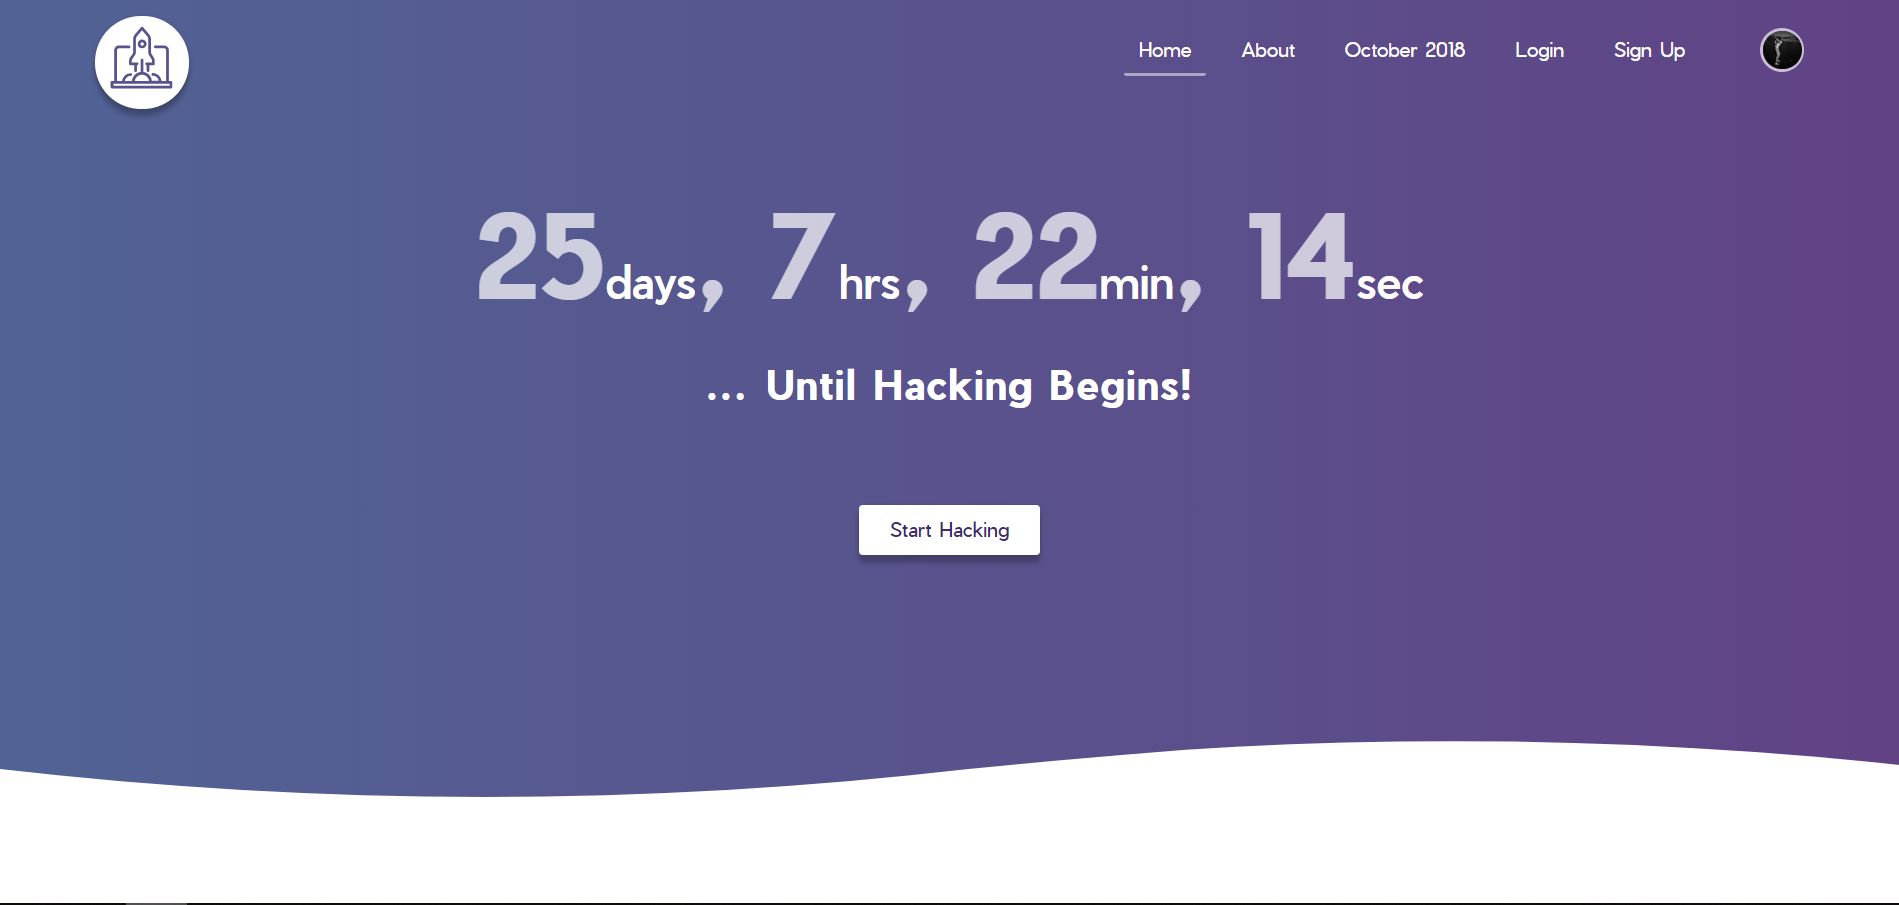 Home About October 2018 Login Sign Up
25days, 7hrs, 22min, 14sec
... Until Hacking Begins!
Start Hacking